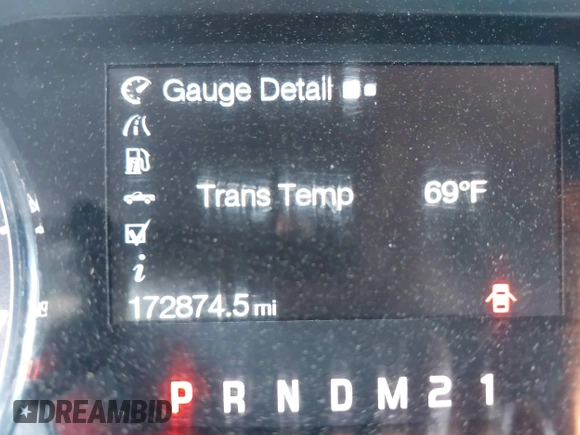 Gauge Detail
Trans Temp 69°F
172874.5 mi
P R N D M 2 1
DREAMBID